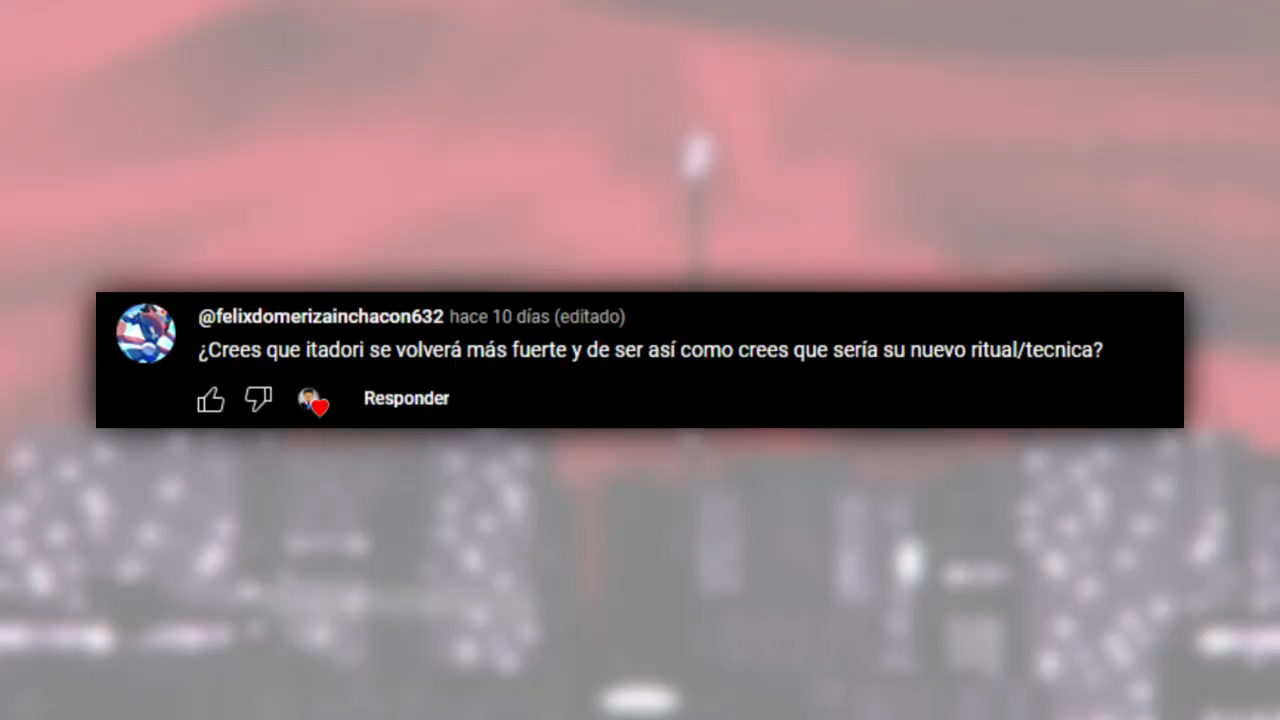 @felixdomerizainchacon632 hace 10 días (editado)
¿Crees que itadori se volverá más fuerte y de ser así como crees que sería su nuevo ritual/tecnica?
Responder